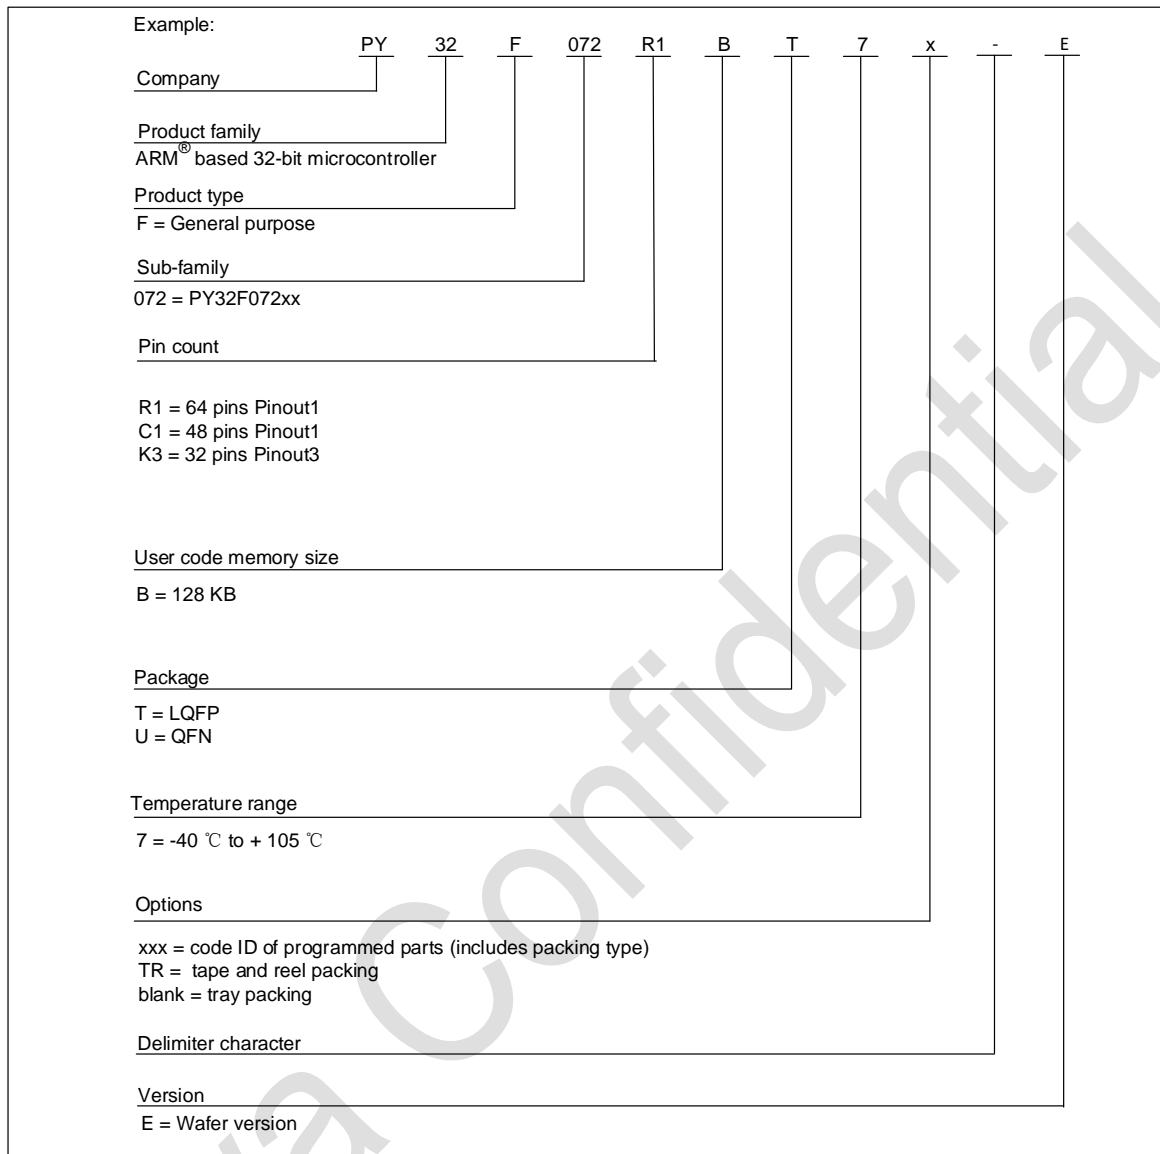 Example:
PY 32 F 072 R1 B T 7 x - E
Company
Product family
ARM® based 32-bit microcontroller
Product type
F = General purpose
Sub-family
072 = PY32F072xx
Pin count
R1 = 64 pins Pinout1
C1 = 48 pins Pinout1
K3 = 32 pins Pinout3
User code memory size
B = 128 KB
Package
T = LQFP
U = QFN
Temperature range
7 = -40 ℃ to + 105 ℃
Options
xxx = code ID of programmed parts (includes packing type)
TR = tape and reel packing
blank = tray packing
Delimiter character
Version
E = Wafer version
Confidential